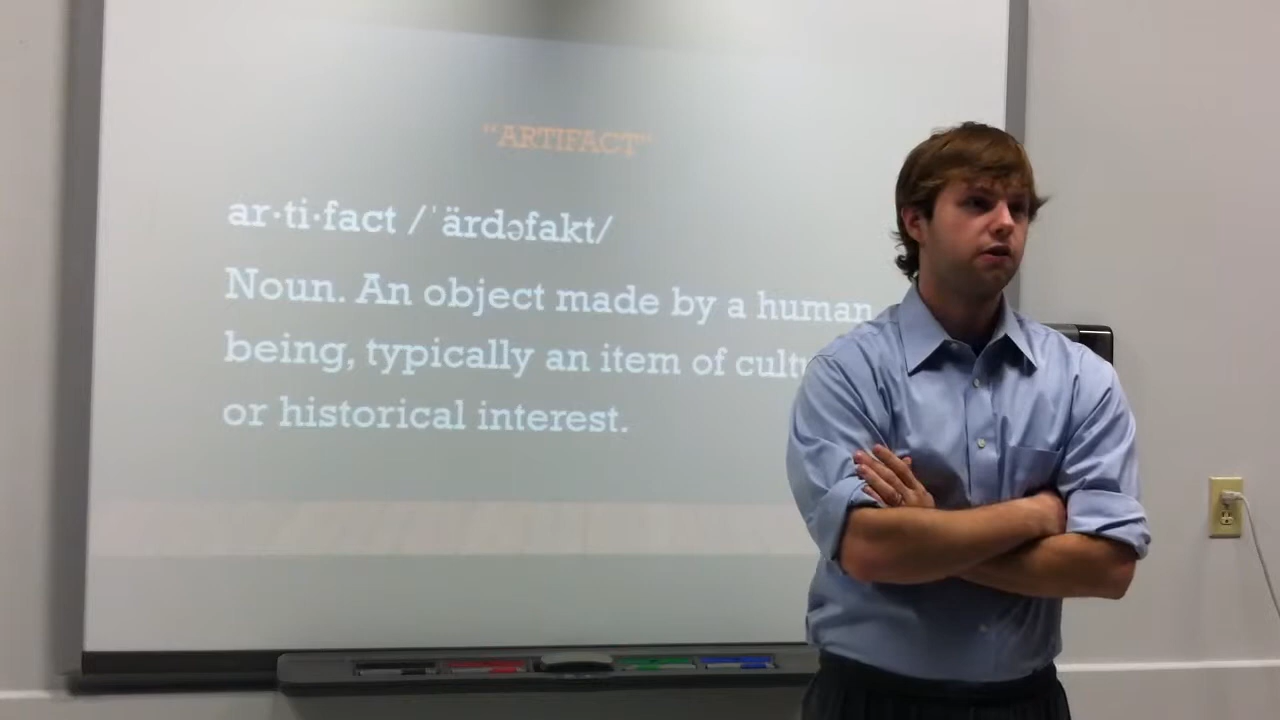 “ARTIFACT”
ar·ti·fact /ˈärdəfakt/
Noun. An object made by a human
being, typically an item of
or historical interest.